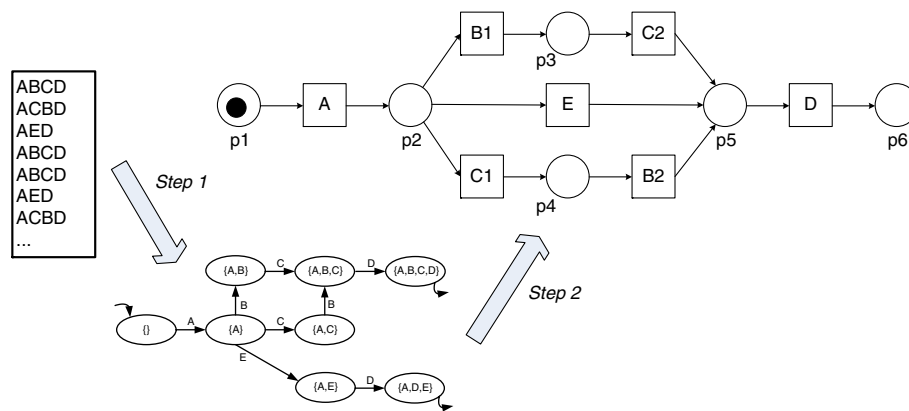 ABCD
ACBD
AED
ABCD
ABCD
AED
ACBD
...
Step 1
B1
p3
C2
p1
A
p2
E
p5
D
p6
C1
p4
B2
{A,B}
C
{A,B,C}
D
{A,B,C,D}
B
B
{}
A
{A}
C
{A,C}
E
{A,E}
D
{A,D,E}
Step 2